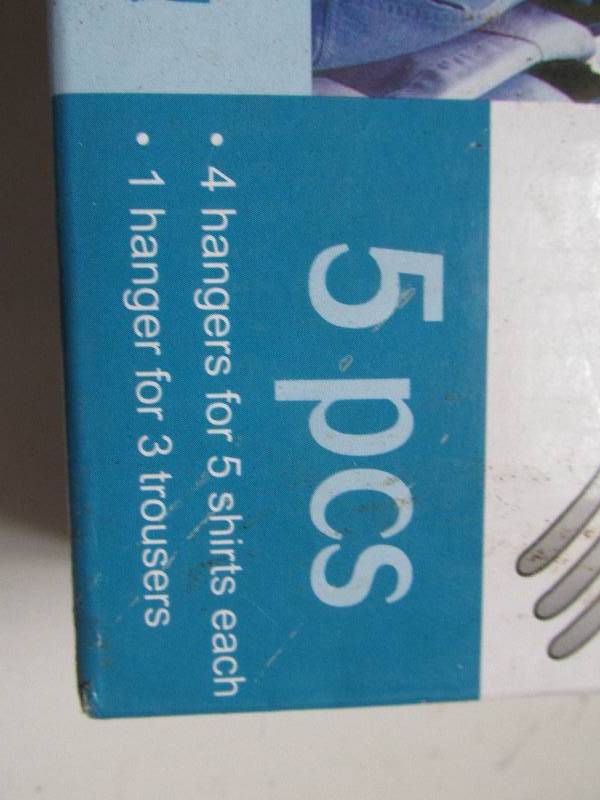 5 pcs
• 4 hangers for 5 shirts each
• 1 hanger for 3 trousers